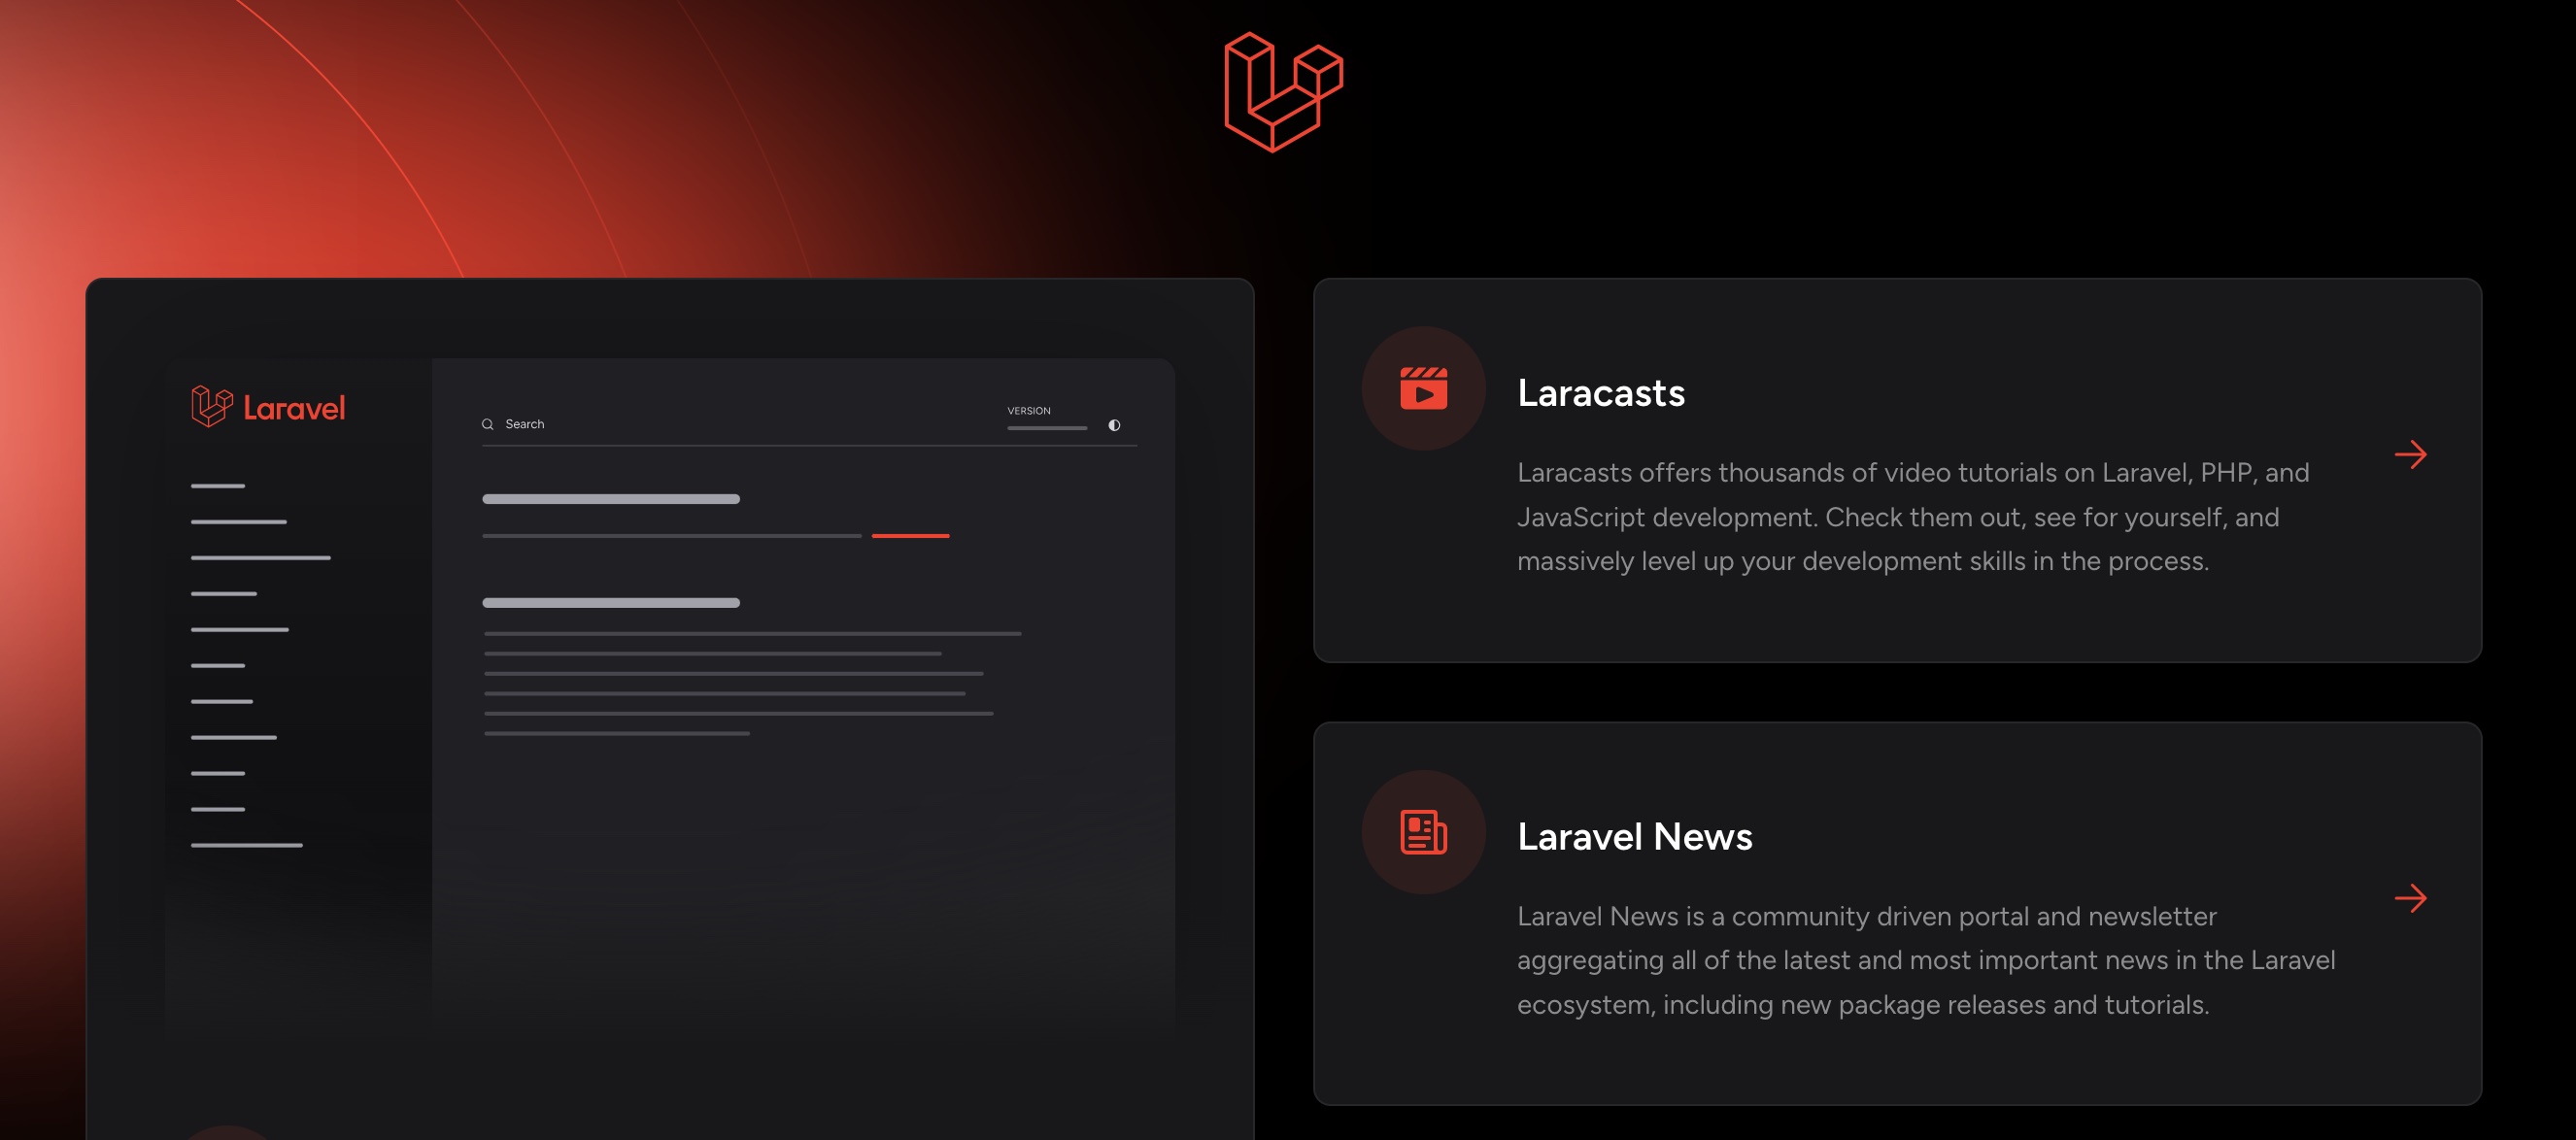 Laravel
Search
VERSION
Laracasts
Laracasts offers thousands of video tutorials on Laravel, PHP, and
JavaScript development. Check them out, see for yourself, and
massively level up your development skills in the process.
Laravel News
Laravel News is a community driven portal and newsletter
aggregating all of the latest and most important news in the Laravel
ecosystem, including new package releases and tutorials.